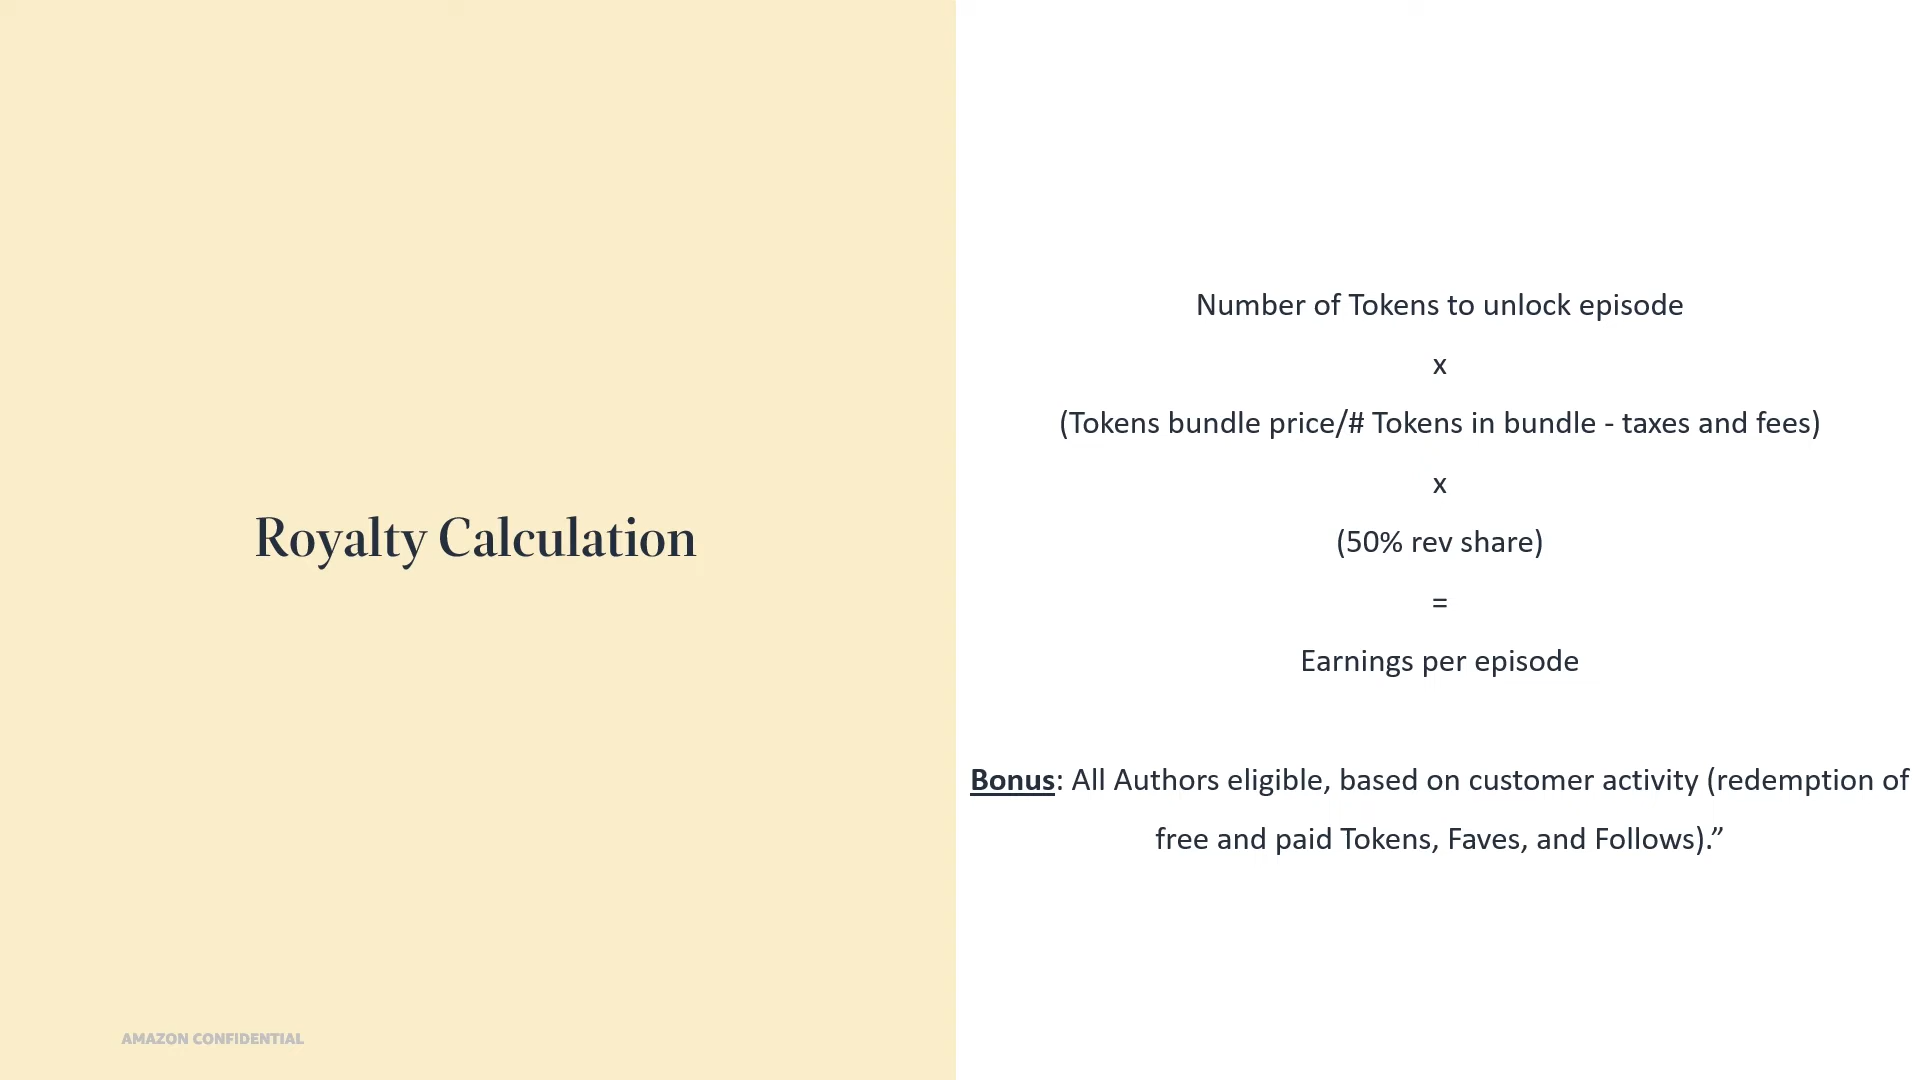 Royalty Calculation
AMAZON CONFIDENTIAL
Number of Tokens to unlock episode
x
(Tokens bundle price/# Tokens in bundle - taxes and fees)
x
(50% rev share)
=
Earnings per episode
Bonus: All Authors eligible, based on customer activity (redemption of
free and paid Tokens, Faves, and Follows).”